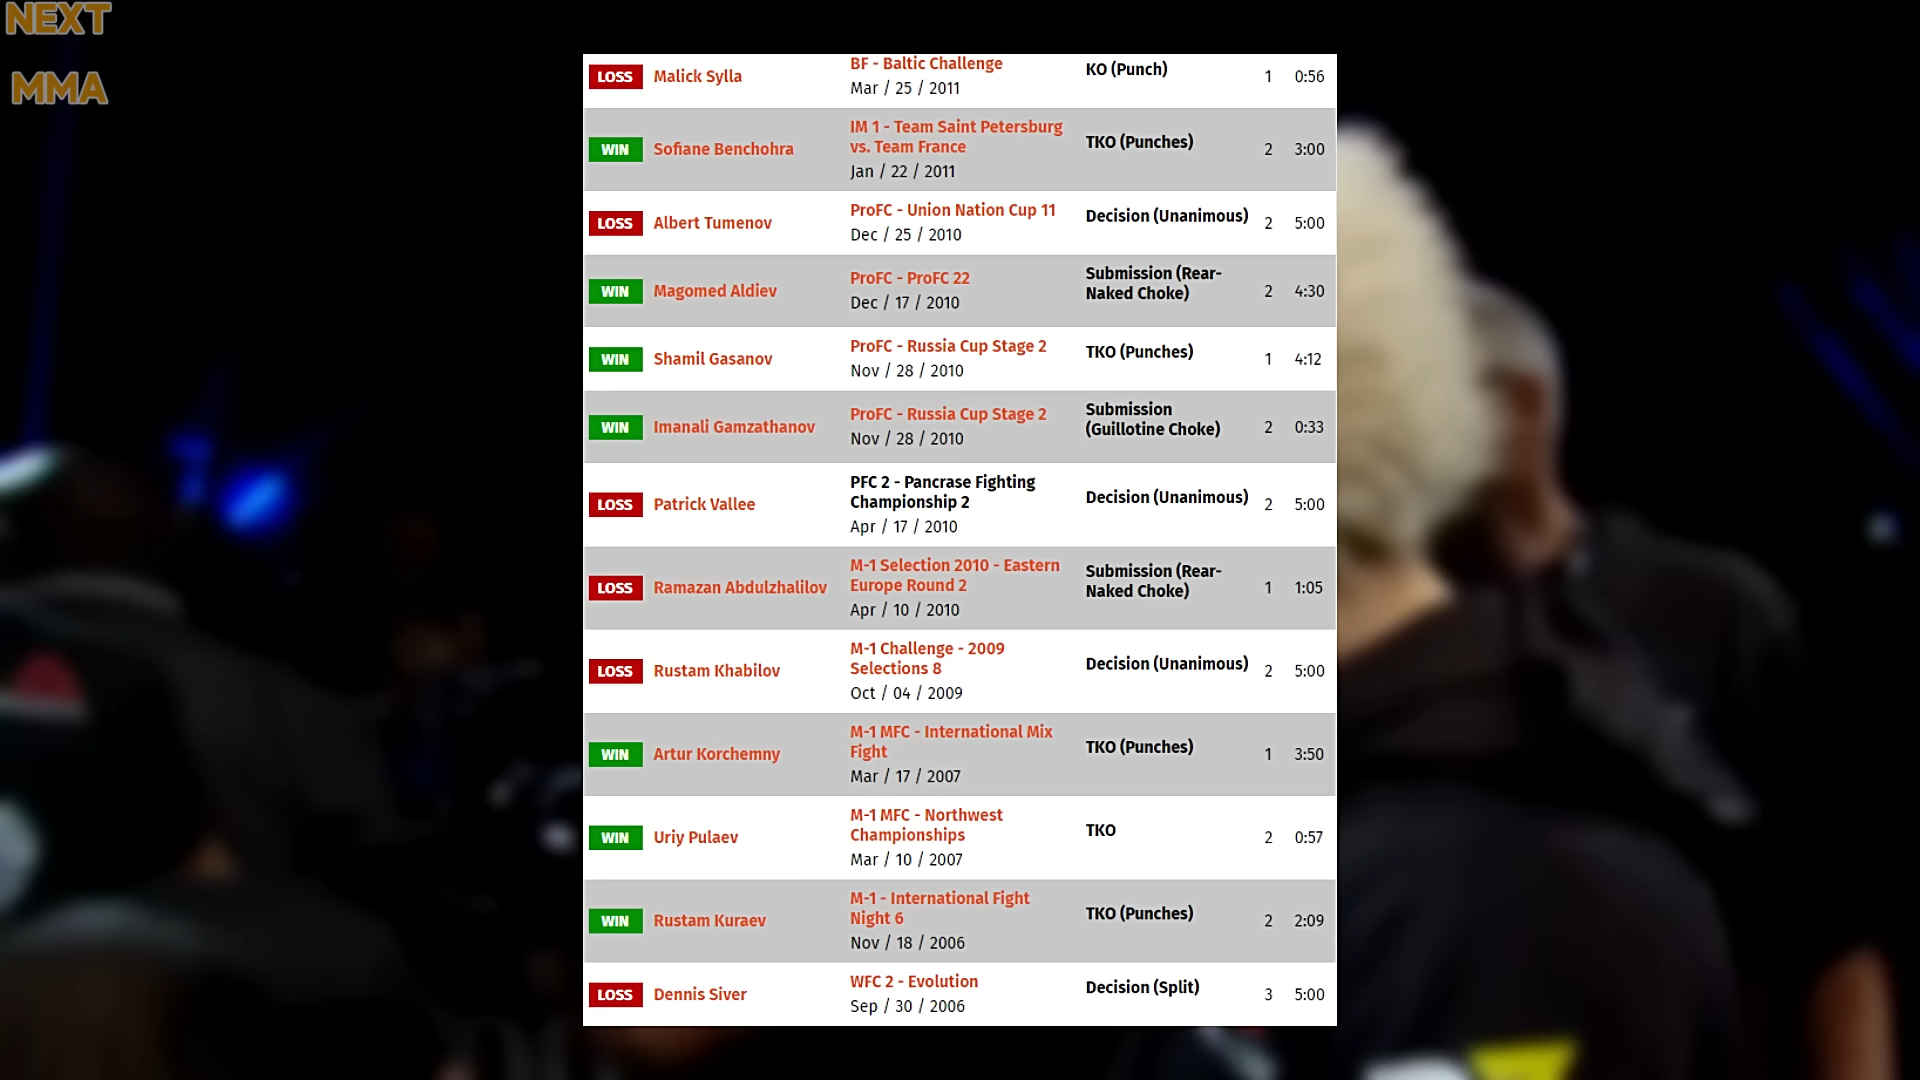 NEXT
MMA
LOSS Malick Sylla BF - Baltic Challenge KO (Punch) 1 0:56
Mar / 25 / 2011
WIN Sofiane Benchohra IM 1 - Team Saint Petersburg TKO (Punches) 2 3:00
vs. Team France
Jan / 22 / 2011
LOSS Albert Tumenov ProFC - Union Nation Cup 11 Decision (Unanimous) 2 5:00
Dec / 25 / 2010
WIN Magomed Aldiev ProFC - ProFC 22 Submission (Rear- 2 4:30
Dec / 17 / 2010 Naked Choke)
WIN Shamil Gasanov ProFC - Russia Cup Stage 2 TKO (Punches) 1 4:12
Nov / 28 / 2010
WIN Imanali Gamzathanov ProFC - Russia Cup Stage 2 Submission 2 0:33
Nov / 28 / 2010 (Guillotine Choke)
LOSS Patrick Vallee PFC 2 - Pancrase Fighting Decision (Unanimous) 2 5:00
Championship 2
Apr / 17 / 2010
LOSS Ramazan Abdulzhalilov M-1 Selection 2010 - Eastern Submission (Rear- 1 1:05
Europe Round 2 Naked Choke)
Apr / 10 / 2010
LOSS Rustam Khabilov M-1 Challenge - 2009 Decision (Unanimous) 2 5:00
Selections 8
Oct / 04 / 2009
WIN Artur Korchemny M-1 MFC - International Mix TKO (Punches) 1 3:50
Fight
Mar / 17 / 2007
WIN Uriy Pulaev M-1 MFC - Northwest TKO 2 0:57
Championships
Mar / 10 / 2007
WIN Rustam Kuraev M-1 - International Fight TKO (Punches) 2 2:09
Night 6
Nov / 18 / 2006
LOSS Dennis Siver WFC 2 - Evolution Decision (Split) 3 5:00
Sep / 30 / 2006